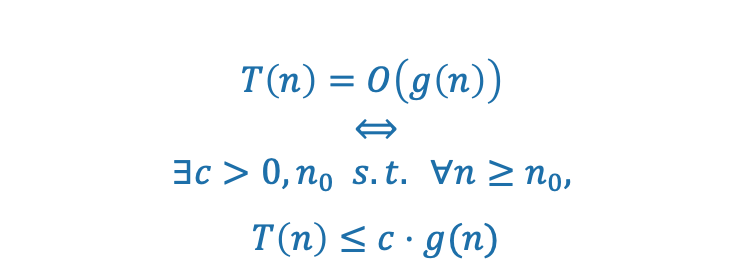 T(n) = O(g(n))
⟺
∃c > 0, n₀ s.t. ∀n ≥ n₀,
T(n) ≤ c · g(n)